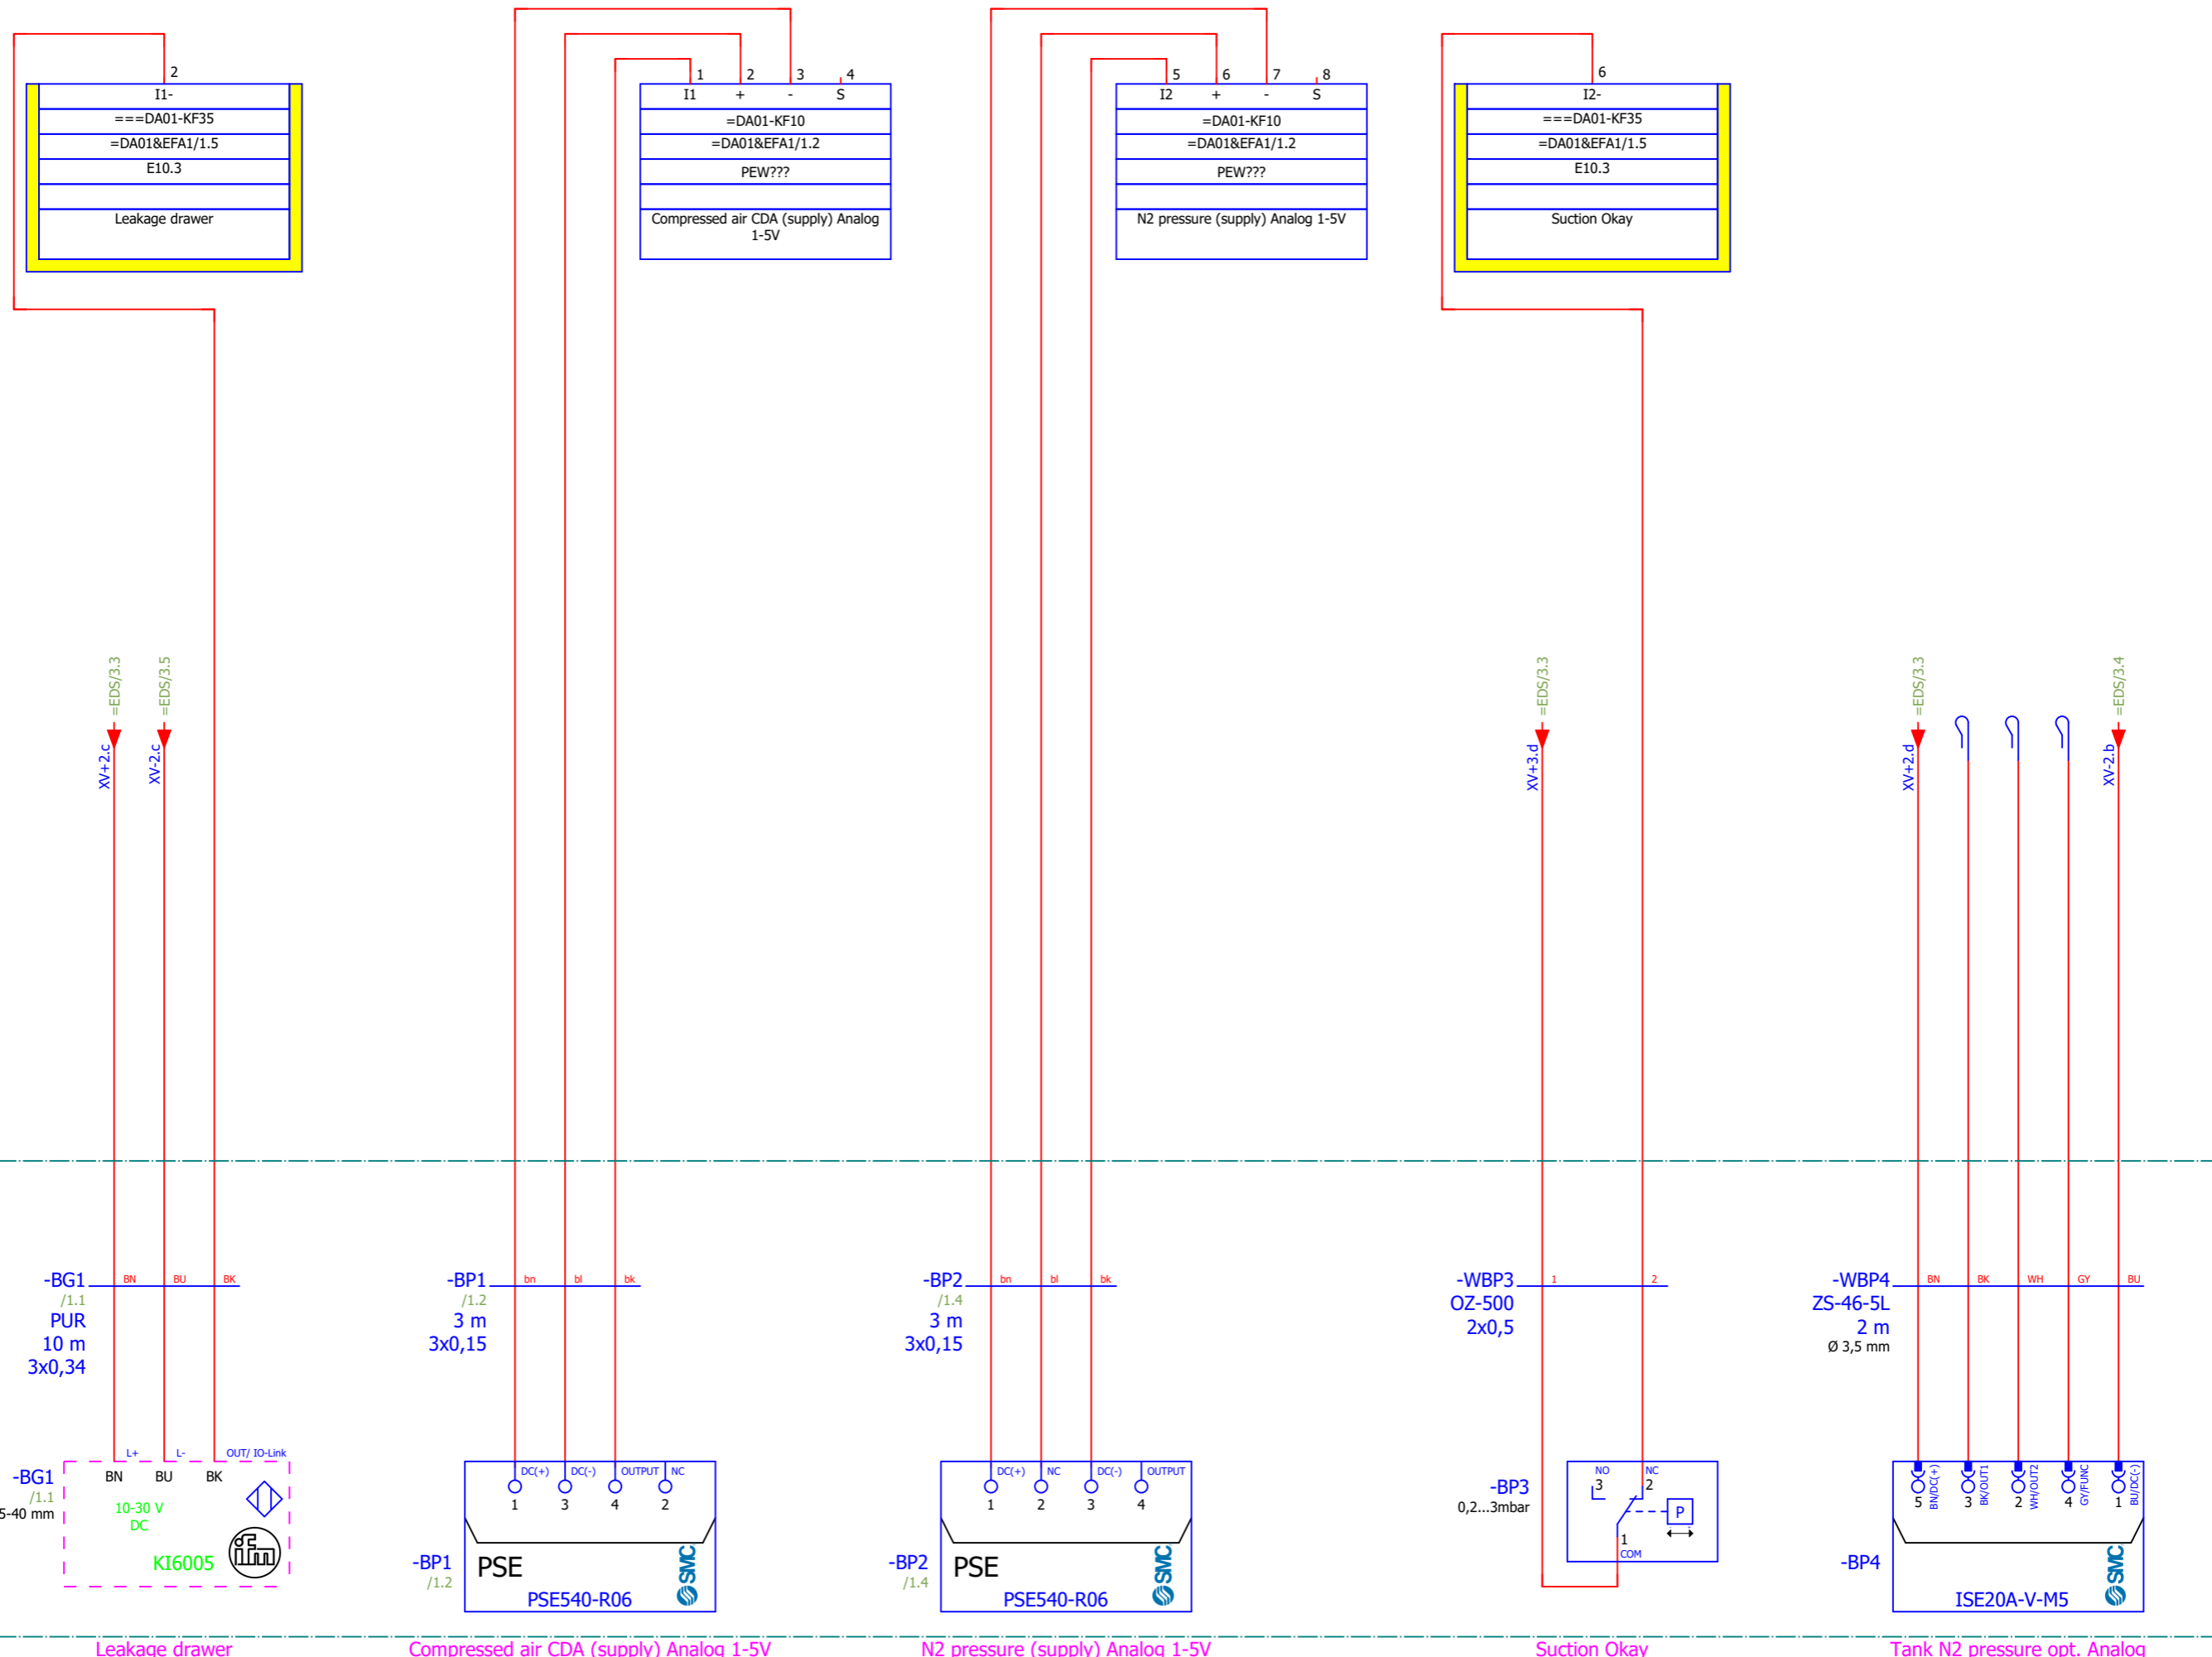 2
I1-
===DA01-KF35
=DA01&EFA1/1.5
E10.3
Leakage drawer
1 2 3 4
I1 + - S
=DA01-KF10
=DA01&EFA1/1.2
PEW???
Compressed air CDA (supply) Analog
1-5V
5 6 7 8
I2 + - S
=DA01-KF10
=DA01&EFA1/1.2
PEW???
N2 pressure (supply) Analog 1-5V
6
I2-
===DA01-KF35
=DA01&EFA1/1.5
E10.3
Suction Okay
=EDS/3.3
XV+2.c
=EDS/3.5
XV-2.c
=EDS/3.3
XV+3.d
=EDS/3.3
XV+2.d
=EDS/3.4
XV-2.b
-BG1 BN BU BK
/1.1
PUR
10 m
3x0,34
-BP1 bn bl bk
/1.2
3 m
3x0,15
-BP2 bn bl bk
/1.4
3 m
3x0,15
-WBP3 1 2
OZ-500
2x0,5
-WBP4 BN BK WH GY BU
ZS-46-5L
2 m
Ø 3,5 mm
L+ L- OUT/ IO-Link
-BG1 BN BU BK
/1.1
5-40 mm
10-30 V
DC
KI6005
ifm
DC(+) DC(-) OUTPUT NC
1 3 4 2
-BP1
/1.2
PSE
SMC
PSE540-R06
DC(+) NC DC(-) OUTPUT
1 2 3 4
-BP2
/1.4
PSE
SMC
PSE540-R06
-BP3
0,2...3mbar
NO NC
3 2
P
1
COM
5 3 2 4 1
BN/DC(+)
BK/OUT1
WH/OUT2
GY/FUNC
BU/DC(-)
-BP4
SMC
ISE20A-V-M5
Leakage drawer
Compressed air CDA (supply) Analog 1-5V
N2 pressure (supply) Analog 1-5V
Suction Okay
Tank N2 pressure opt. Analog